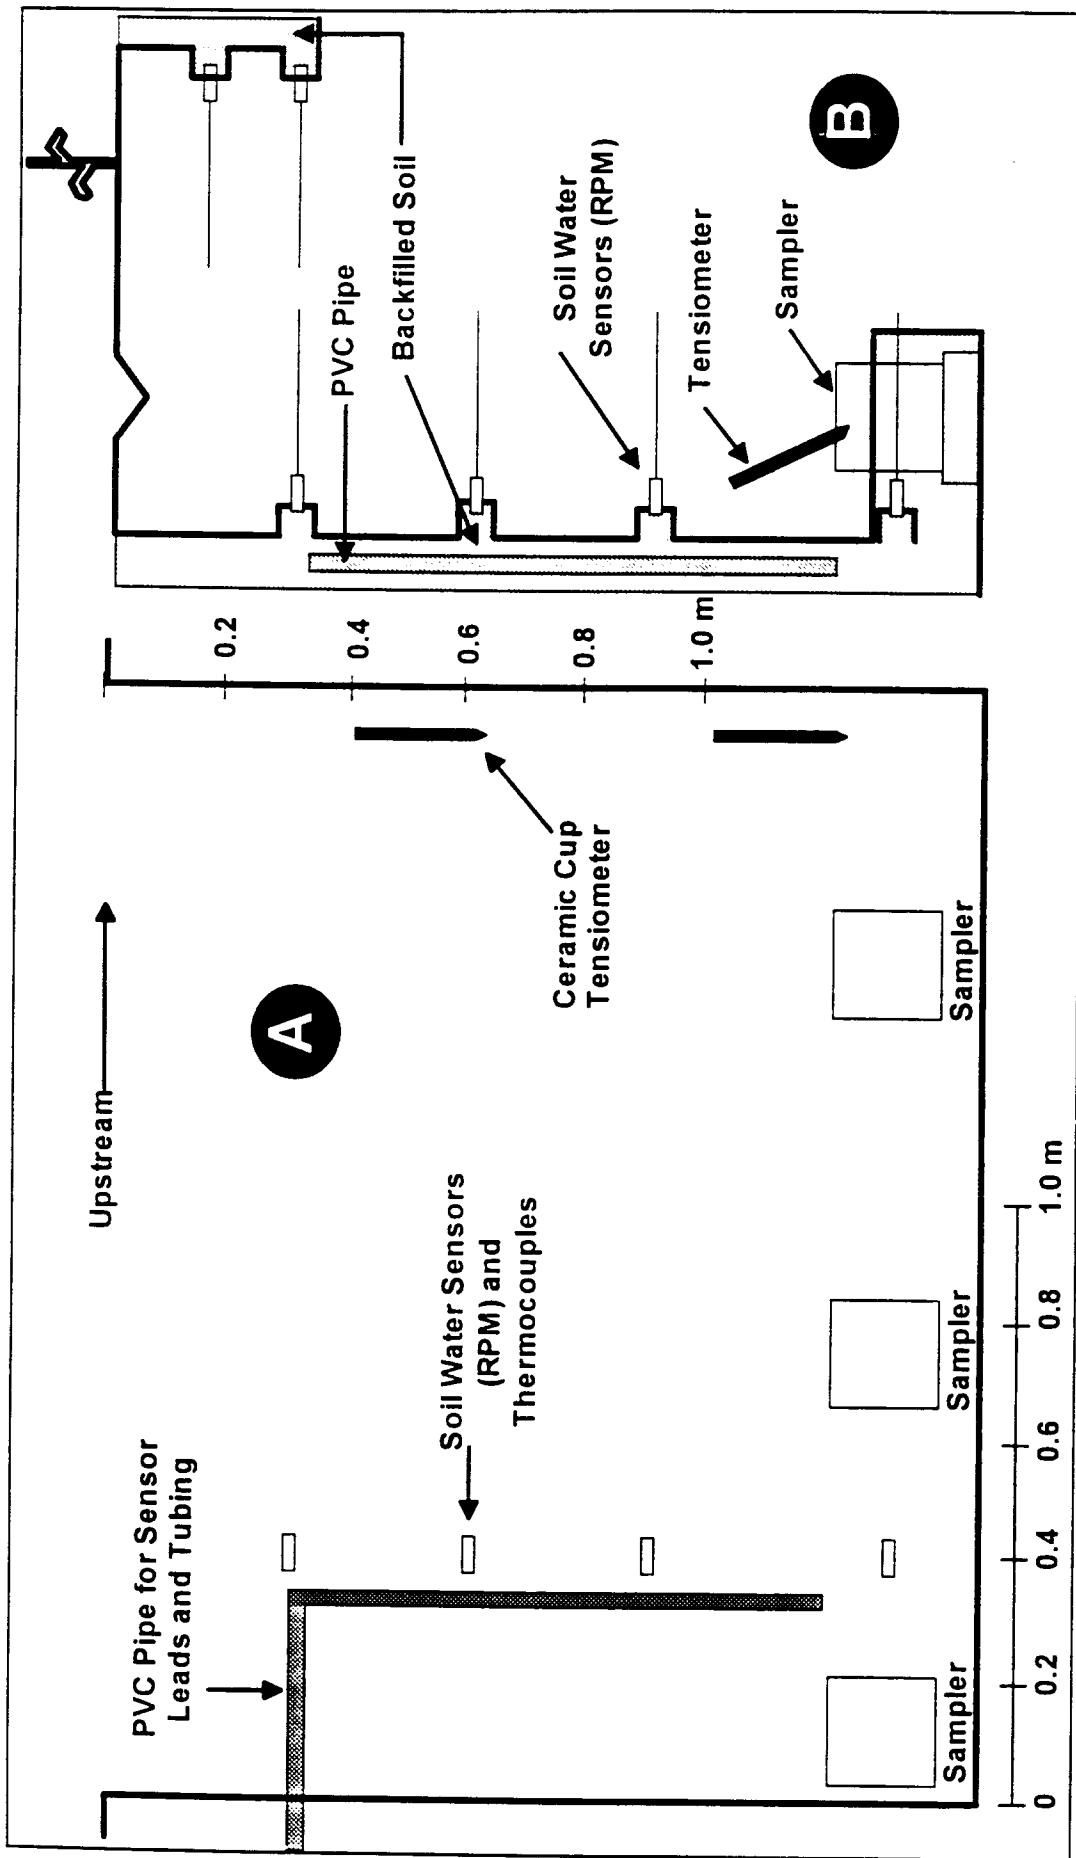 Upstream
A
PVC Pipe for Sensor
Leads and Tubing
Soil Water Sensors
(RPM) and
Thermocouples
Ceramic Cup
Tensiometer
Sampler
Sampler
Sampler
0
0.2
0.4
0.6
0.8
1.0 m
0.2
0.4
0.6
0.8
1.0 m
PVC Pipe
Backfilled Soil
Soil Water
Sensors (RPM)
Tensiometer
Sampler
B